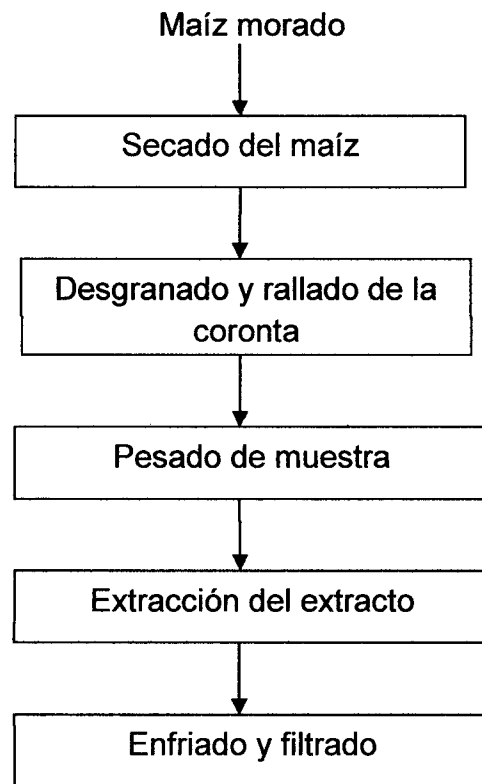 Maíz morado
Secado del maíz
Desgranado y rallado de la
coronta
Pesado de muestra
Extracción del extracto
Enfriado y filtrado